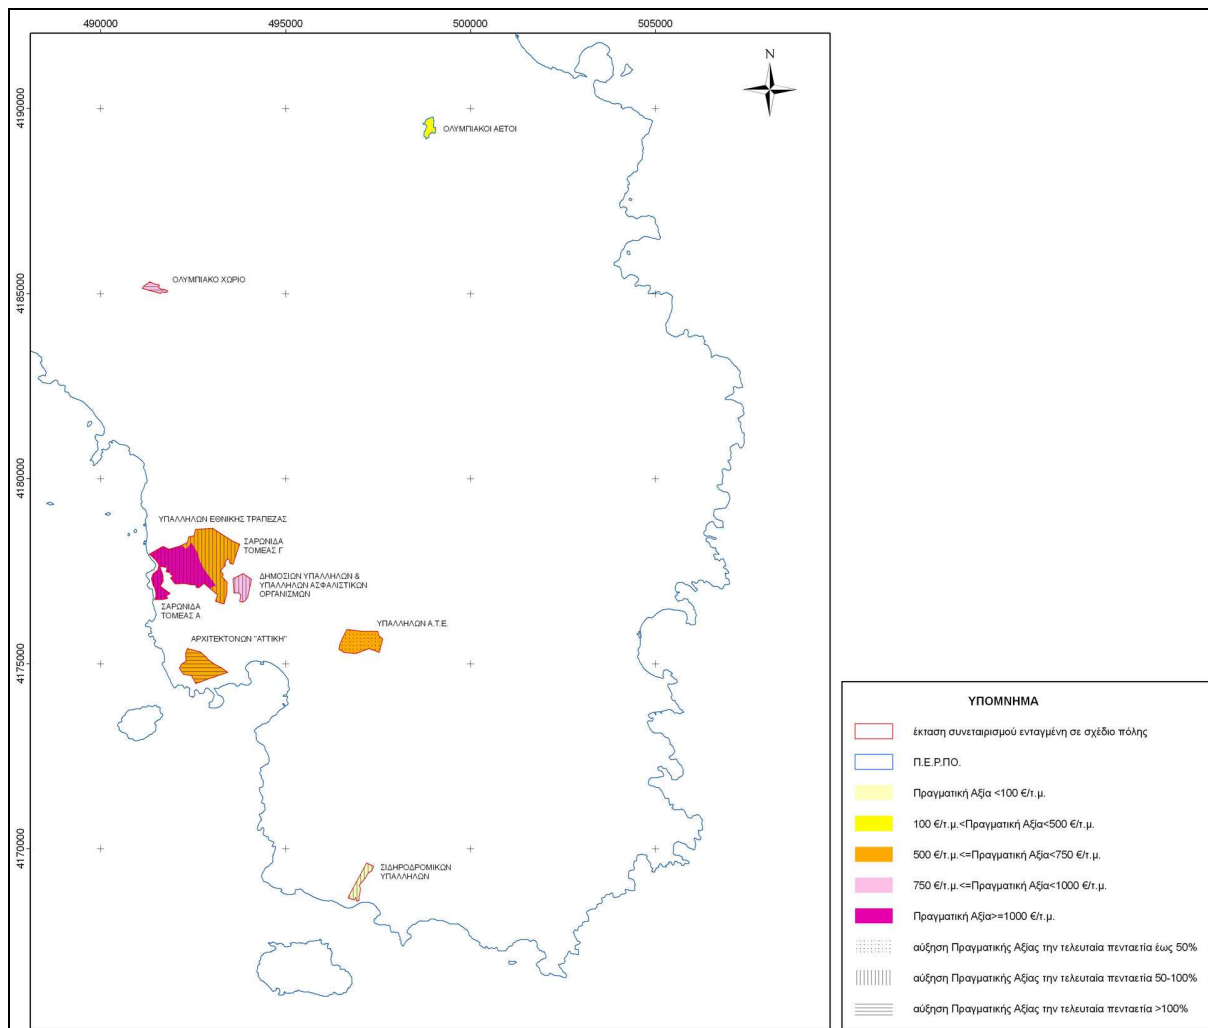 490000
495000
500000
505000
N
4190000
4185000
4180000
4175000
4170000
ΟΛΥΜΠΙΑΚΟΙ ΑΕΤΟΙ
ΟΛΥΜΠΙΑΚΟ ΧΩΡΙΟ
ΥΠΑΛΛΗΛΩΝ ΕΘΝΙΚΗΣ ΤΡΑΠΕΖΑΣ
ΣΑΡΩΝΙΔΑ
ΤΟΜΕΑΣ Γ
ΔΗΜΟΣΙΩΝ ΥΠΑΛΛΗΛΩΝ &
ΥΠΑΛΛΗΛΩΝ ΑΣΦΑΛΙΣΤΙΚΩΝ
ΟΡΓΑΝΙΣΜΩΝ
ΣΑΡΩΝΙΔΑ
ΤΟΜΕΑΣ Α
ΥΠΑΛΛΗΛΩΝ Α.Τ.Ε.
ΑΡΧΙΤΕΚΤΟΝΩΝ "ΑΤΤΙΚΗ"
ΣΙΔΗΡΟΔΡΟΜΙΚΩΝ
ΥΠΑΛΛΗΛΩΝ
ΥΠΟΜΝΗΜΑ
έκταση συνεταιρισμού ενταγμένη σε σχέδιο πόλης
Π.Ε.Ρ.ΠΟ.
Πραγματική Αξία <100 €/τ.μ.
100 €/τ.μ.<Πραγματική Αξία<500 €/τ.μ.
500 €/τ.μ.<=Πραγματική Αξία<750 €/τ.μ.
750 €/τ.μ.<=Πραγματική Αξία<1000 €/τ.μ.
Πραγματική Αξία>=1000 €/τ.μ.
αύξηση Πραγματικής Αξίας την τελευταία πενταετία έως 50%
αύξηση Πραγματικής Αξίας την τελευταία πενταετία 50-100%
αύξηση Πραγματικής Αξίας την τελευταία πενταετία >100%